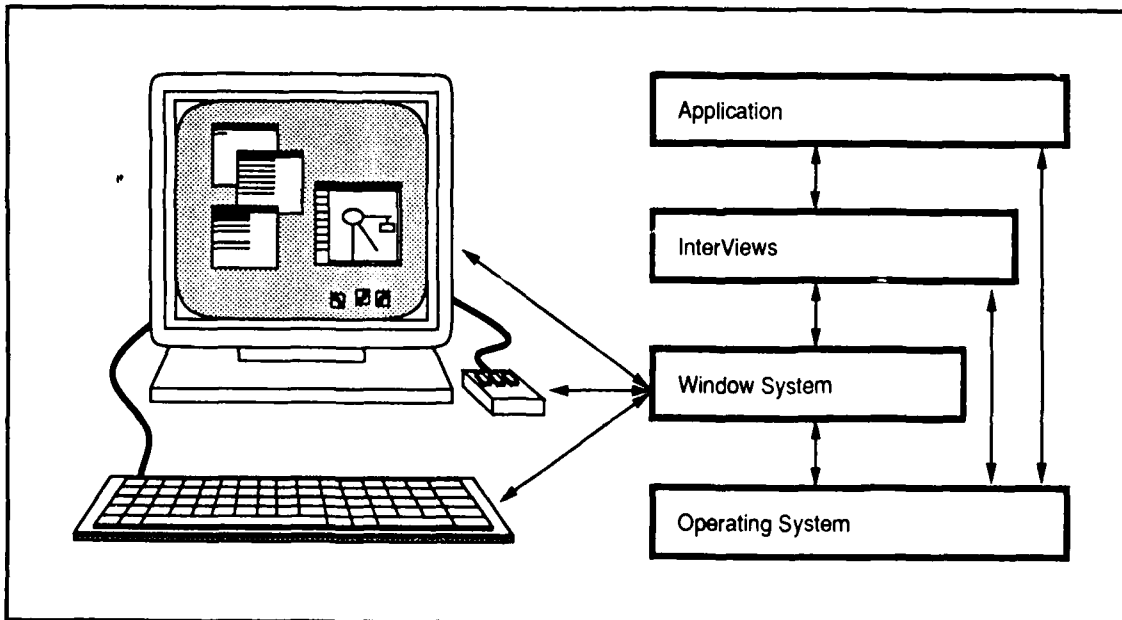 Application
InterViews
Window System
Operating System